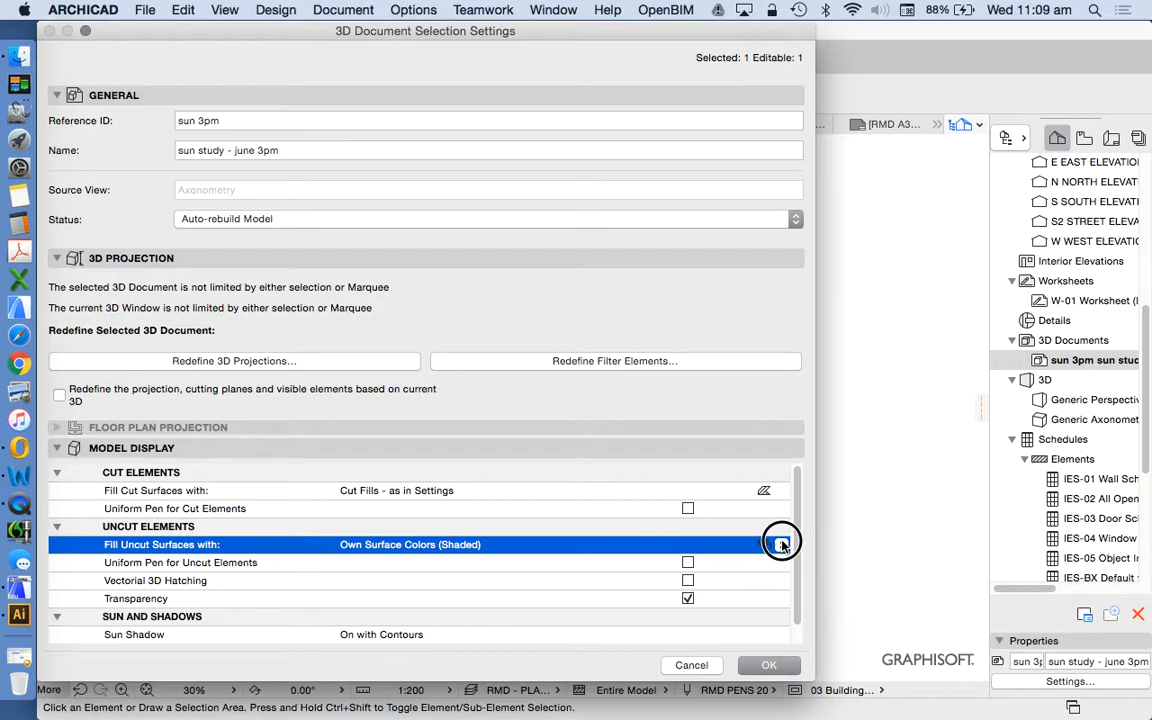 ARCHICAD File Edit View Design Document Options Teamwork Window Help OpenBIM 88% Wed 11:09 am
3D Document Selection Settings
Selected: 1 Editable: 1
GENERAL
Reference ID: sun 3pm
Name: sun study - june 3pm
Source View: Axonometry
Status: Auto-rebuild Model
3D PROJECTION
The selected 3D Document is not limited by either selection or Marquee
The current 3D Window is not limited by either selection or Marquee
Redefine Selected 3D Document:
Redefine 3D Projections... Redefine Filter Elements...
Redefine the projection, cutting planes and visible elements based on current
3D
FLOOR PLAN PROJECTION
MODEL DISPLAY
CUT ELEMENTS
Fill Cut Surfaces with: Cut Fills - as in Settings
Uniform Pen for Cut Elements
UNCUT ELEMENTS
Fill Uncut Surfaces with: Own Surface Colors (Shaded)
Uniform Pen for Uncut Elements
Vectorial 3D Hatching
Transparency
SUN AND SHADOWS
Sun Shadow On with Contours
Cancel OK
... [RMD A3...
E EAST ELEVATION
N NORTH ELEVAT
S SOUTH ELEVATI
S2 STREET ELEVA
W WEST ELEVATIO
Interior Elevations
Worksheets
W-01 Worksheet (I
Details
3D Documents
sun 3pm sun stud
3D
Generic Perspectiv
Generic Axonomet
Schedules
Elements
IES-01 Wall Sch
IES-02 All Open
IES-03 Door Sc
IES-04 Window
IES-05 Object In
IES-BX Default f
Properties
sun 3p sun study - june 3pm
Settings...
GRAPHISOFT.
More 30% 0.00° 1:200 RMD - PLA... Entire Model RMD PENS 20 03 Building...
Click an Element or Draw a Selection Area. Press and Hold Ctrl+Shift to Toggle Element/Sub-Element Selection.